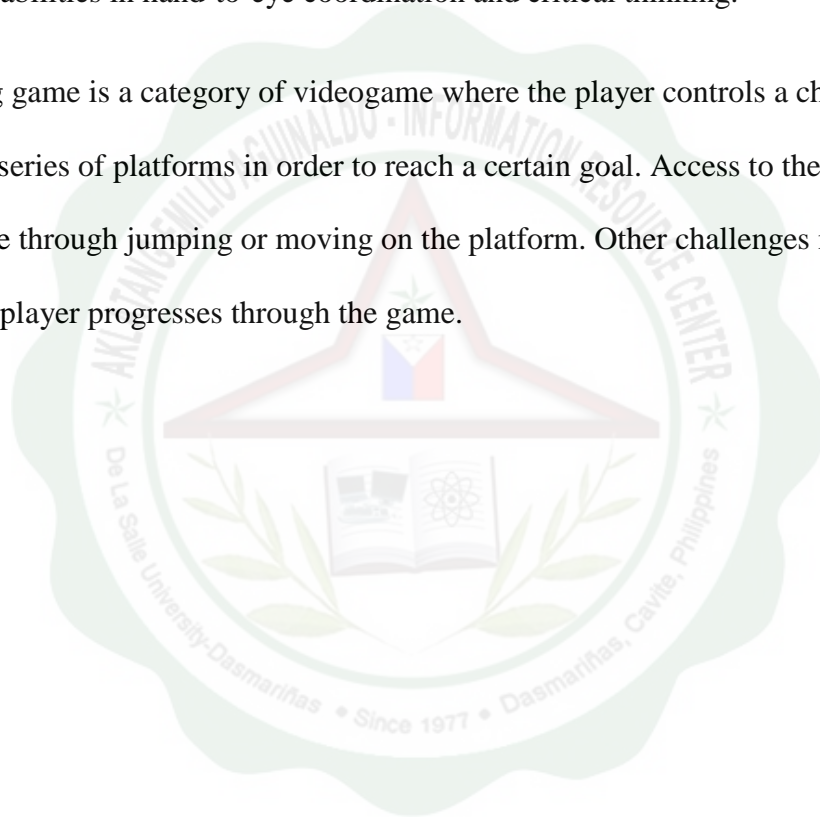 abilities in hand-to-eye coordination and critical thinking.
game is a category of videogame where the player controls a
series of platforms in order to reach a certain goal. Access to the
through jumping or moving on the platform. Other challenges
player progresses through the game.
AKLATANG EMILIO AGUINALDO - INFORMATION RESOURCE CENTER
De La Salle University-Dasmariñas • Since 1977 • Dasmariñas, Cavite, Philippines